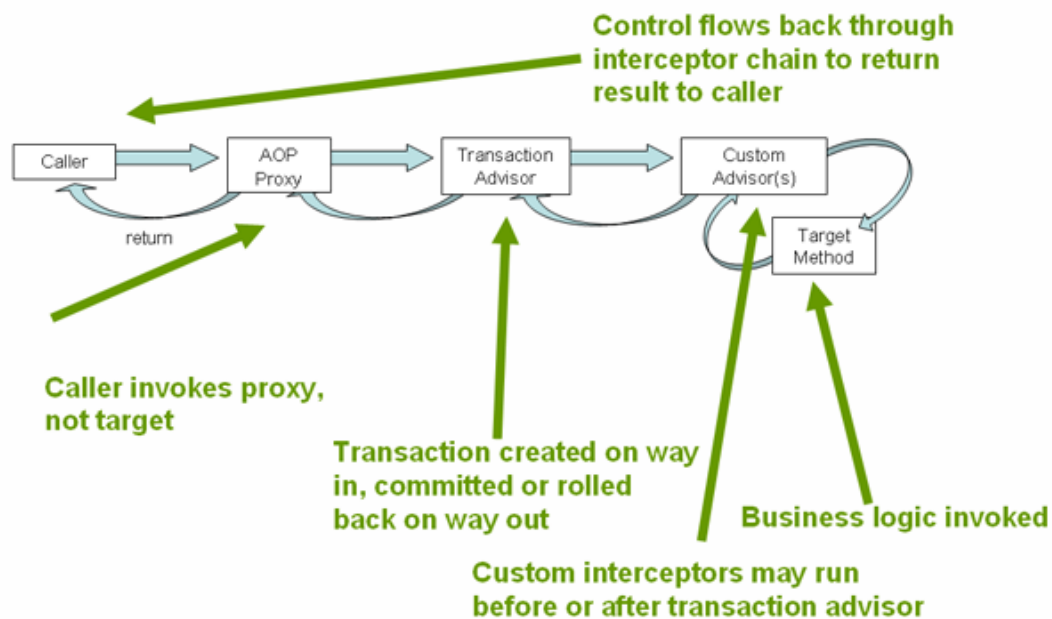 Control flows back through
interceptor chain to return
result to caller
Caller
AOP
Proxy
Transaction
Advisor
Custom
Advisor(s)
return
Target
Method
Caller invokes proxy,
not target
Transaction created on way
in, committed or rolled
back on way out
Business logic invoked
Custom interceptors may run
before or after transaction advisor